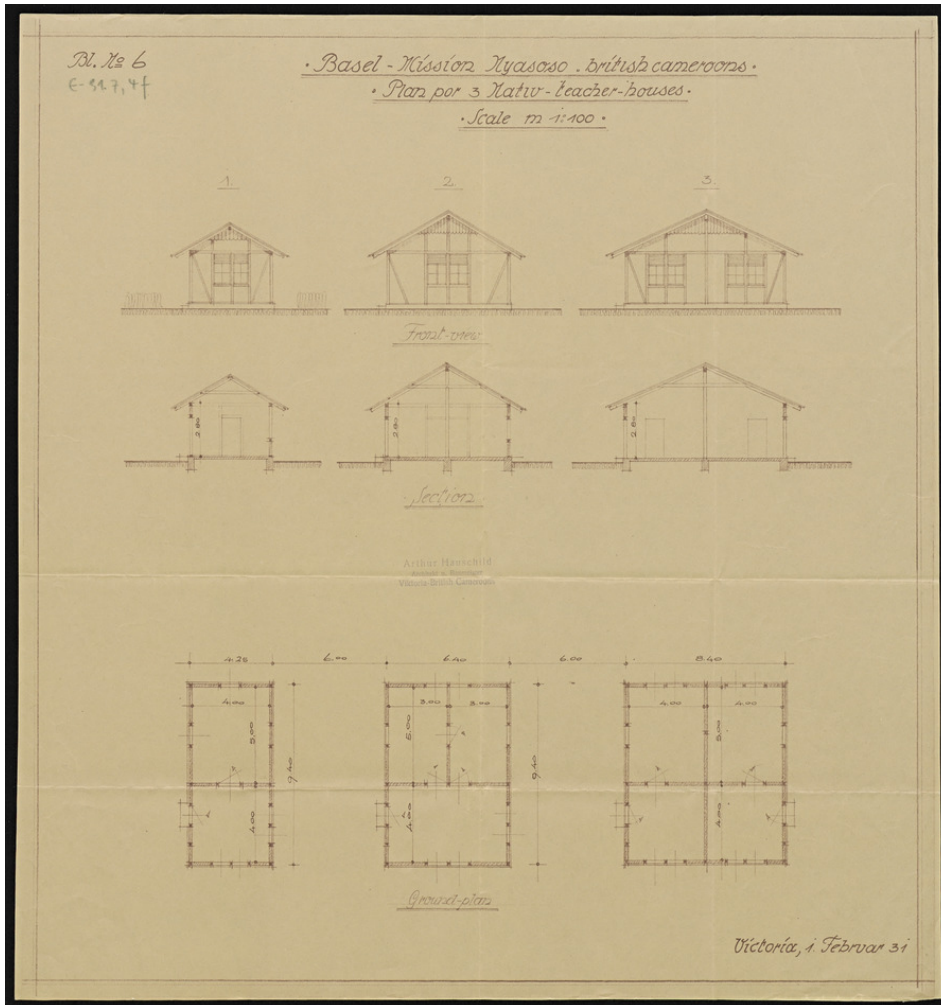 Bl. No 6
E-31.7,4f
· Basel - Mission Nyasoso . british cameroons ·
· Plan por 3 Nativ - teacher - houses ·
· Scale m 1:100 ·
1.
2.
3.
Front-view
2.80
2.80
2.80
· Section ·
Arthur Hauschild
Victoria British Cameroons
4.25
6.00
6.40
6.00
8.40
4.00
3.00
3.00
4.00
4.00
5.00
5.00
5.00
9.40
9.40
4.00
4.00
4.00
Ground-plan
Victoria, 1. Februar 31